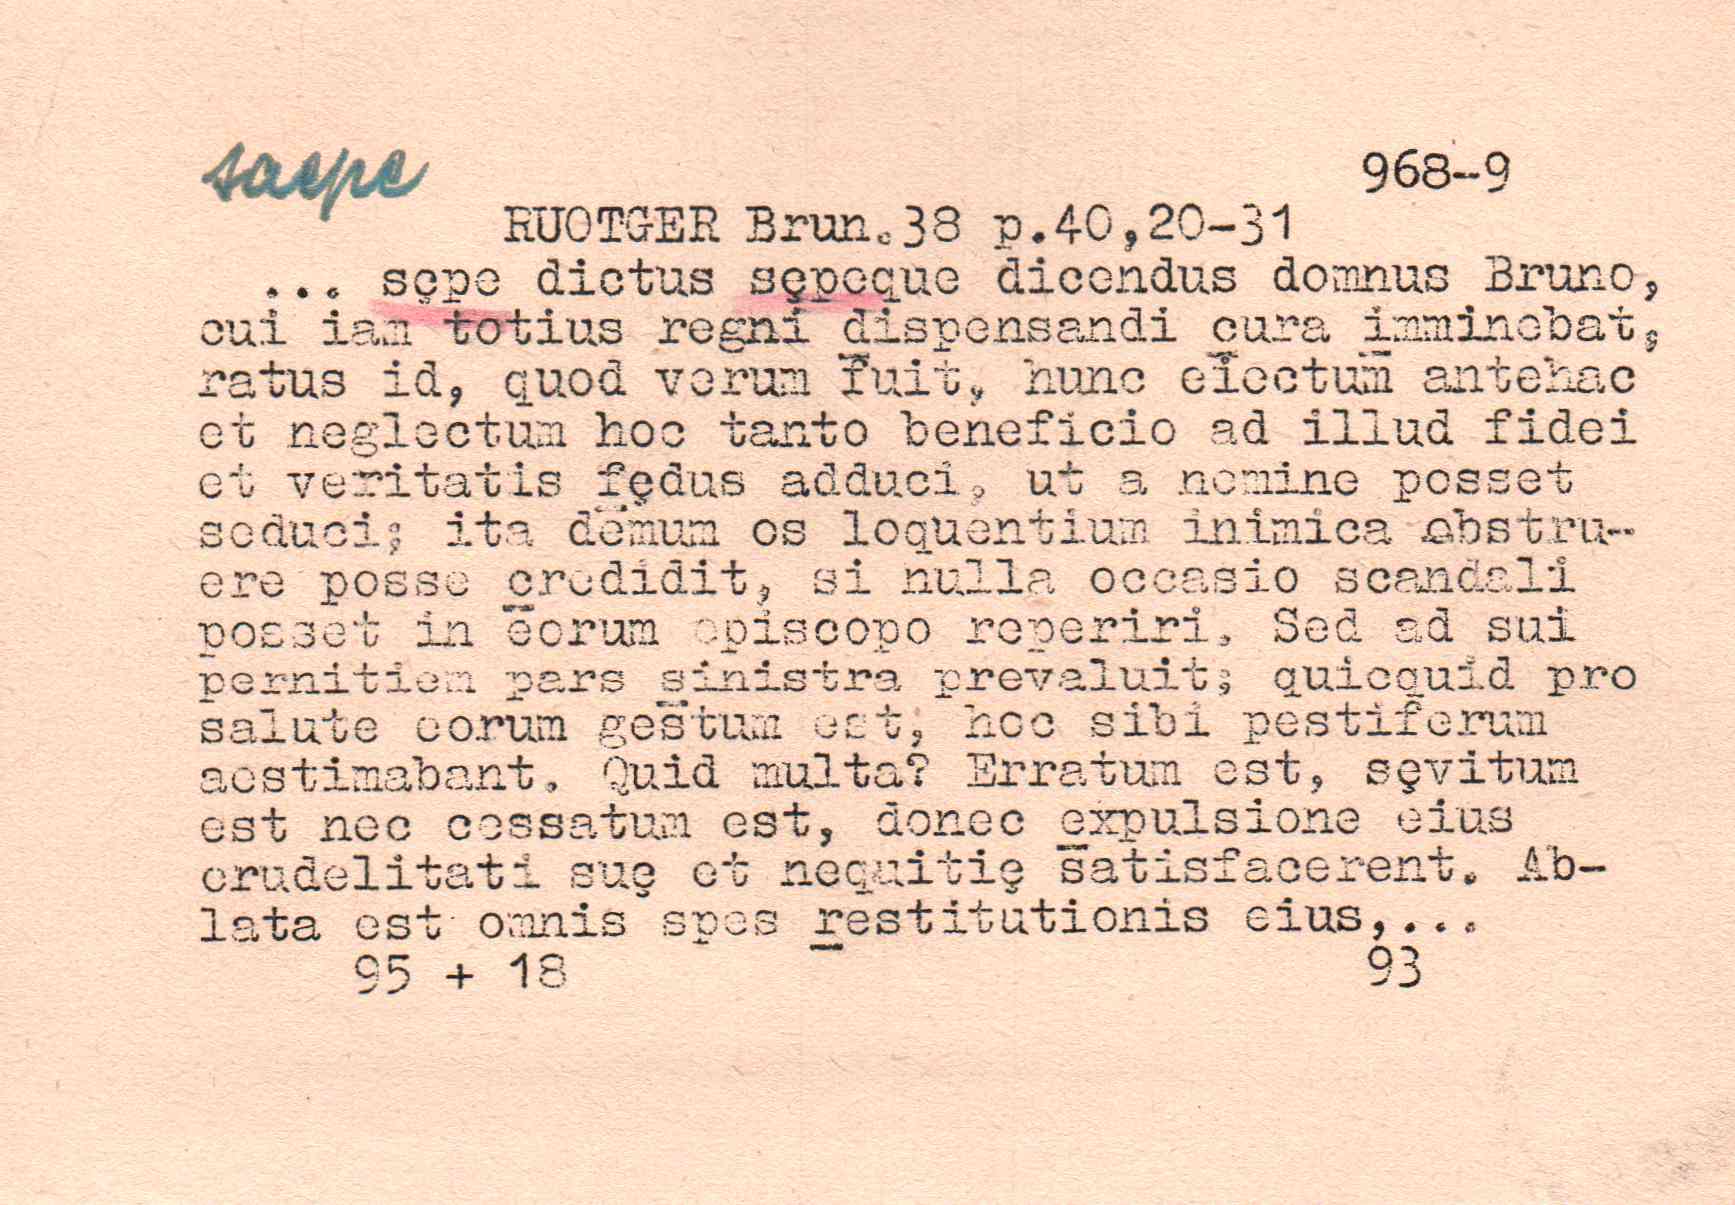 saepe
968-9
RUOTGER Brun.38 p.40,20-31
... sępe dictus sępeque dicendus domnus Bruno,
cui iam totius regni dispensandi cura imminebat,
ratus id, quod verum fuit, hunc eiectum antehac
et neglectum hoc tanto beneficio ad illud fidei
et veritatis fędus adduci, ut a nemine posset
seduci; ita demum os loquentium inimica obstru-
ere posse credidit, si nulla occasio scandali
posset in eorum episcopo reperiri. Sed ad sui
pernitiem pars sinistra prevaluit; quicquid pro
salute eorum gestum est, hoc sibi pestiferum
aestimabant. Quid multa? Erratum est, sęvitum
est nec cessatum est, donec expulsione eius
crudelitati suę et nequitię satisfacerent. Ab-
lata est omnis spes restitutionis eius,...
95 + 18 93